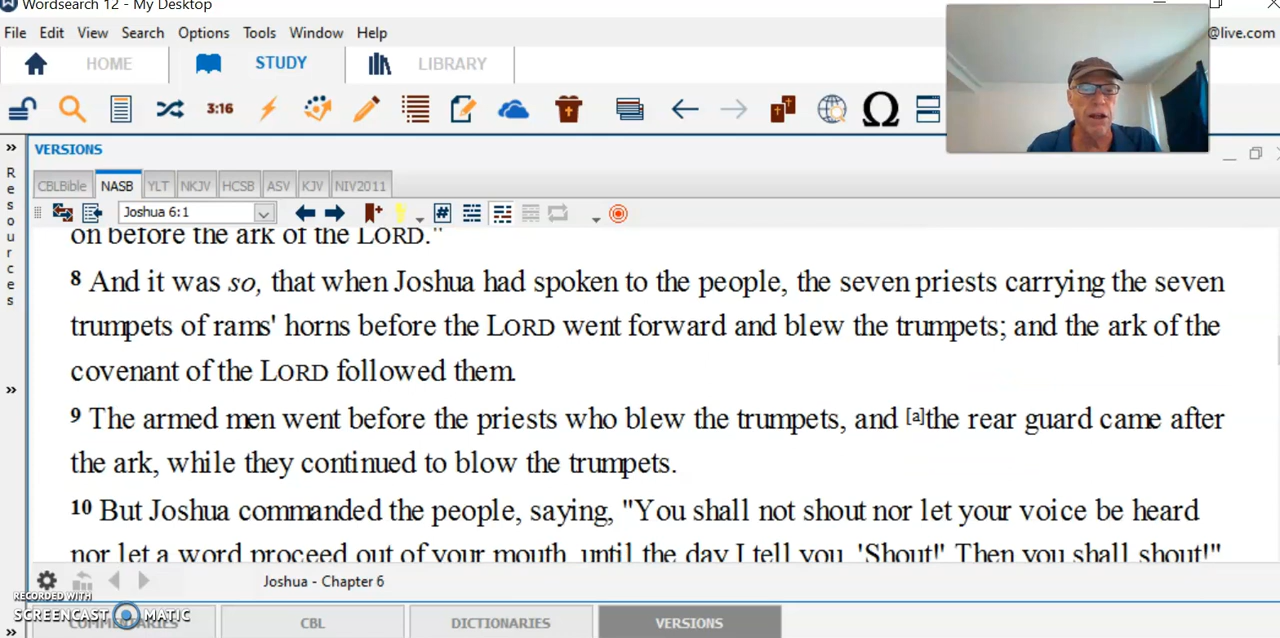 Wordsearch 12 - My Desktop
File Edit View Search Options Tools Window Help
@live.com
HOME STUDY LIBRARY
3:16 Ω
» VERSIONS
Resources
CBLBible NASB YLT NKJV HCSB ASV KJV NIV2011
Joshua 6:1 #
on before the ark of the LORD."
8 And it was so, that when Joshua had spoken to the people, the seven priests carrying the seven
trumpets of rams' horns before the LORD went forward and blew the trumpets; and the ark of the
covenant of the LORD followed them.
9 The armed men went before the priests who blew the trumpets, and [a]the rear guard came after
the ark, while they continued to blow the trumpets.
10 But Joshua commanded the people, saying, "You shall not shout nor let your voice be heard
nor let a word proceed out of your mouth, until the day I tell you, 'Shout!' Then you shall shout!"
Joshua - Chapter 6
RECORDED WITH
SCREENCAST MATIC
COMMENTARIES CBL DICTIONARIES VERSIONS